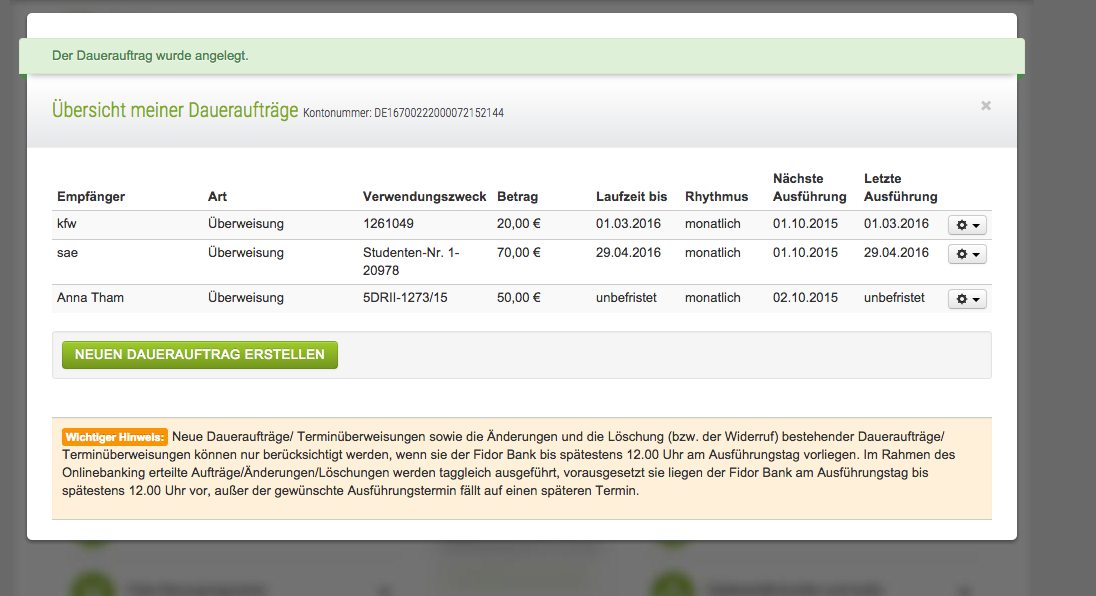 Der Dauerauftrag wurde angelegt.
Übersicht meiner Daueraufträge Kontonummer: DE16700222000072152144
Empfänger Art Verwendungszweck Betrag Laufzeit bis Rhythmus Nächste Ausführung Letzte Ausführung
kfw Überweisung 1261049 20,00 € 01.03.2016 monatlich 01.10.2015 01.03.2016
sae Überweisung Studenten-Nr. 1- 70,00 € 29.04.2016 monatlich 01.10.2015 29.04.2016
20978
Anna Tham Überweisung 5DRII-1273/15 50,00 € unbefristet monatlich 02.10.2015 unbefristet
NEUEN DAUERAUFTRAG ERSTELLEN
Wichtiger Hinweis: Neue Daueraufträge/ Terminüberweisungen sowie die Änderungen und die Löschung (bzw. der Widerruf) bestehender Daueraufträge/
Terminüberweisungen können nur berücksichtigt werden, wenn sie der Fidor Bank bis spätestens 12.00 Uhr am Ausführungstag vorliegen. Im Rahmen des
Onlinebanking erteilte Aufträge/Änderungen/Löschungen werden taggleich ausgeführt, vorausgesetzt sie liegen der Fidor Bank am Ausführungstag bis
spätestens 12.00 Uhr vor, außer der gewünschte Ausführungstermin fällt auf einen späteren Termin.